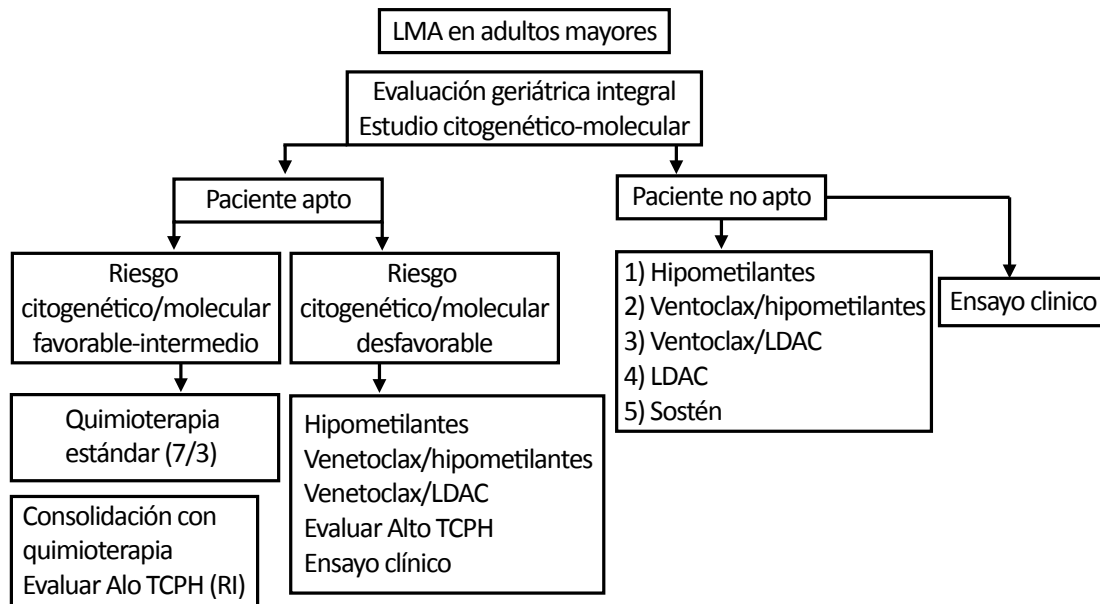 LMA en adultos mayores
Evaluación geriátrica integral
Estudio citogenético-molecular
Paciente apto
Paciente no apto
Riesgo
citogenético/molecular
favorable-intermedio
Riesgo
citogenético/molecular
desfavorable
1) Hipometilantes
2) Ventoclax/hipometilantes
3) Ventoclax/LDAC
4) LDAC
5) Sostén
Ensayo clinico
Quimioterapia
estándar (7/3)
Hipometilantes
Venetoclax/hipometilantes
Venetoclax/LDAC
Evaluar Alto TCPH
Ensayo clínico
Consolidación con
quimioterapia
Evaluar Alo TCPH (RI)